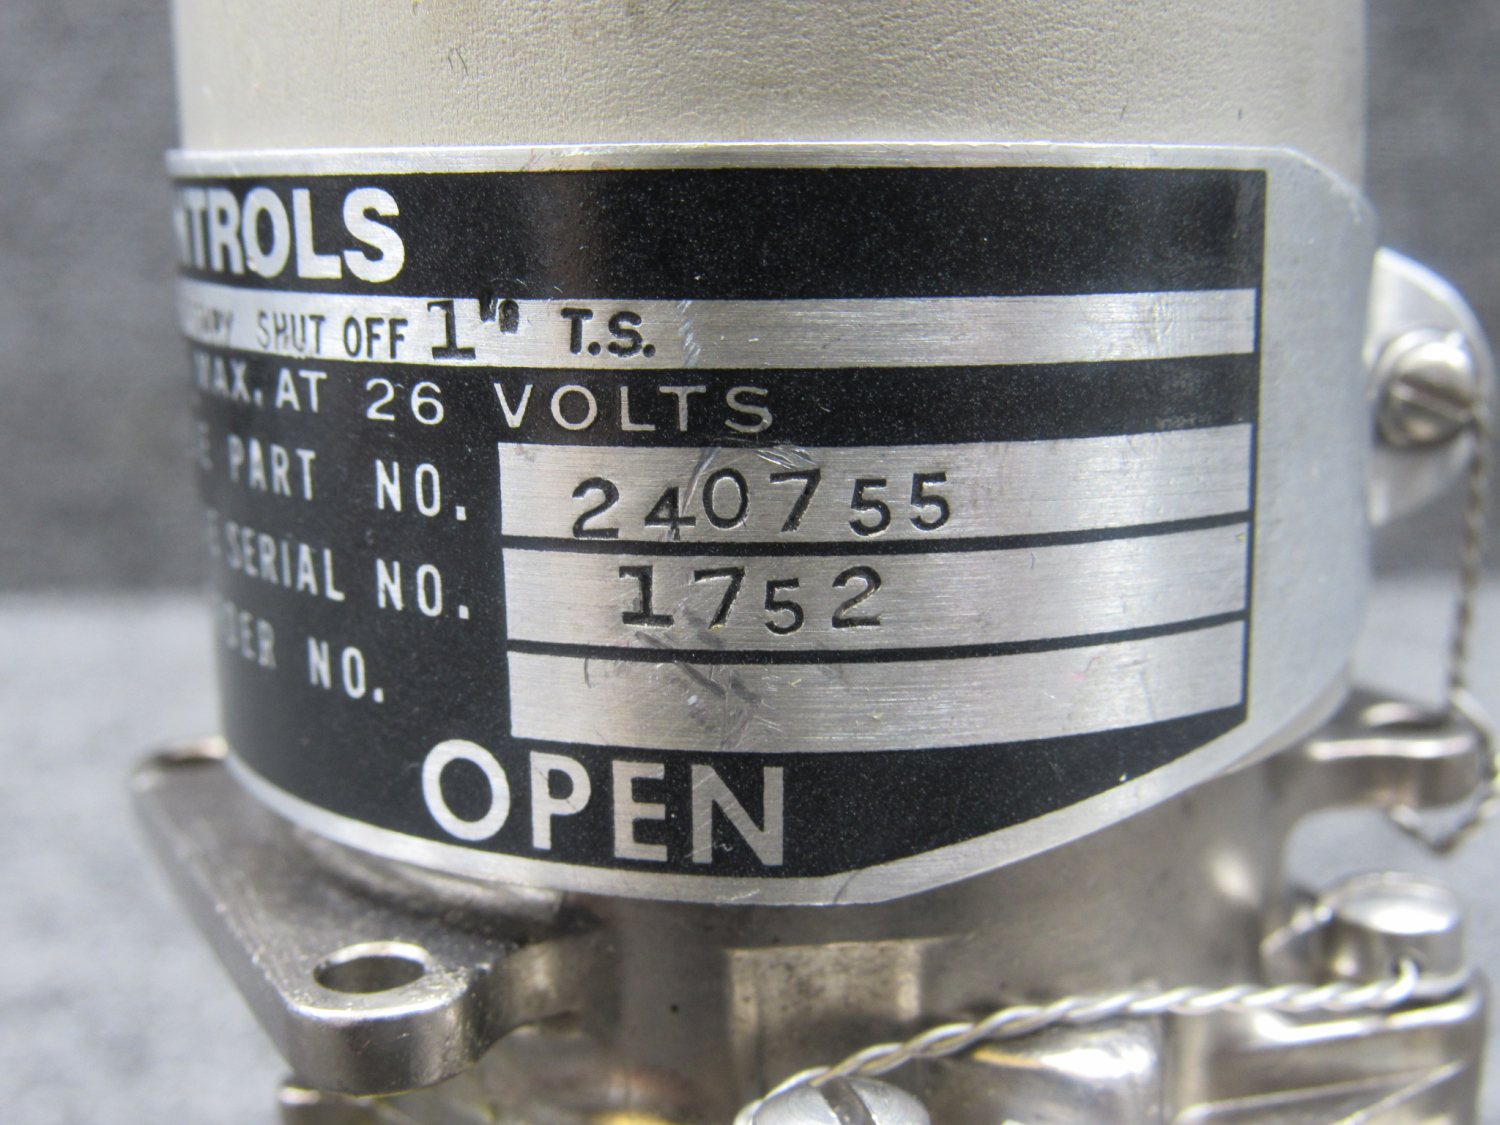 TROLS
SHUT OFF 1" T.S.
MAX. AT 26 VOLTS
PART NO. 240755
SERIAL NO. 1752
NO.
OPEN